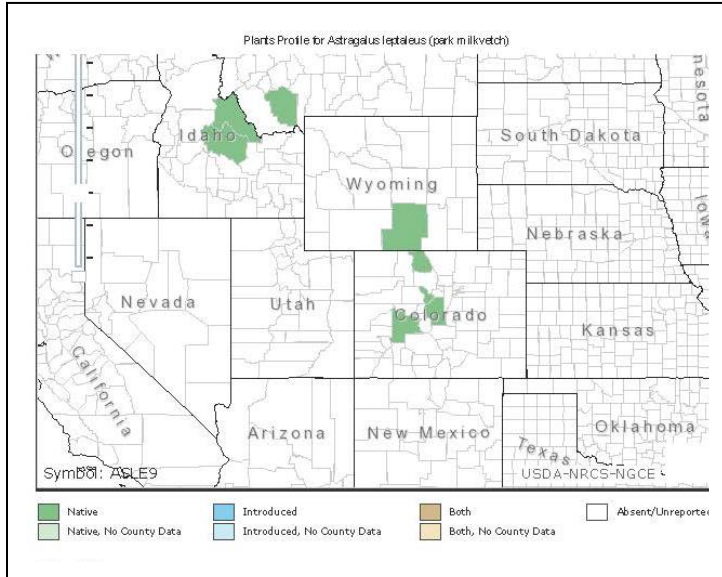 Plants Profile for Astragalus leptaleus (park milkvetch)
Oregon
Idaho
Wyoming
South Dakota
Nebraska
Nevada
Utah
Colorado
Kansas
California
Arizona
New Mexico
Texas
Oklahoma
Symbol: ASLE9
USDA-NRCS-NGCE
Native
Introduced
Both
Absent/Unreported
Native, No County Data
Introduced, No County Data
Both, No County Data